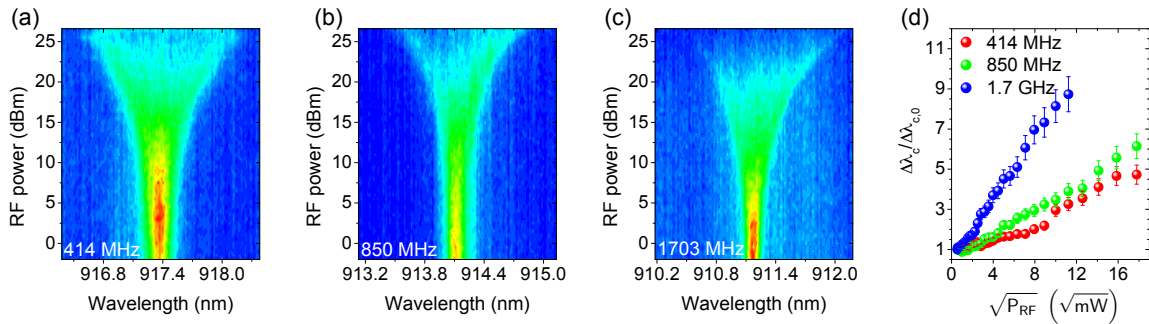 (a)
RF power (dBm)
25
20
15
10
5
0
414 MHz
916.8 917.4 918.0
Wavelength (nm)
(b)
RF power (dBm)
25
20
15
10
5
0
850 MHz
913.2 913.8 914.4 915.0
Wavelength (nm)
(c)
RF power (dBm)
25
20
15
10
5
0
1703 MHz
910.2 910.8 911.4 912.0
Wavelength (nm)
(d)
Δλc/Δλc,0
11
9
7
5
3
1
414 MHz
850 MHz
1.7 GHz
0 4 8 12 16
√PRF (√mW)